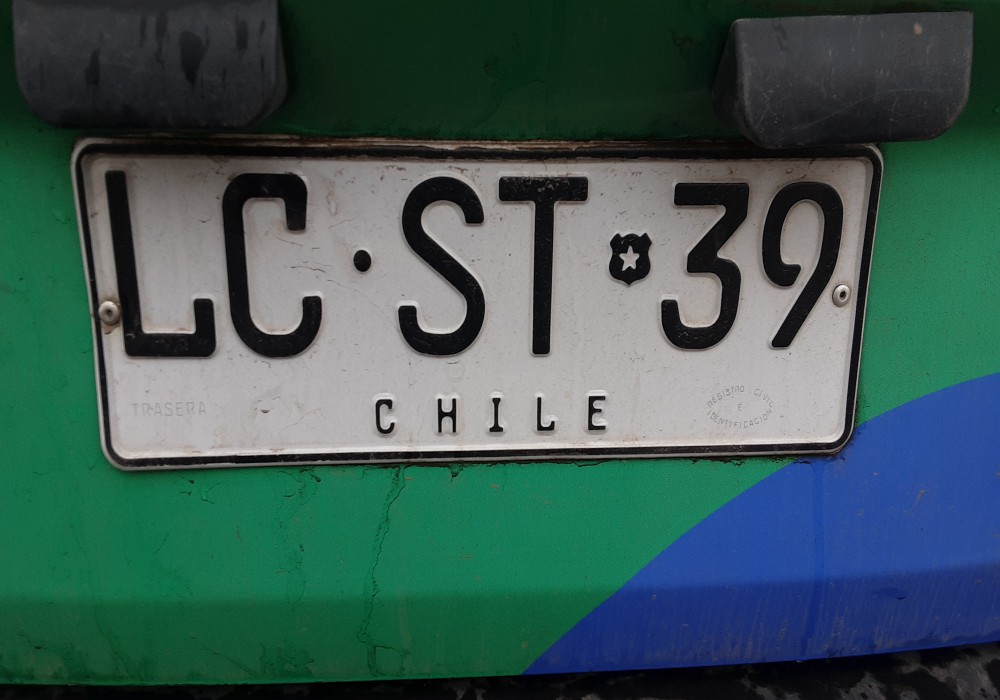 LC·ST 39
TRASERA
CHILE
REGISTRO CIVIL
E
IDENTIFICACION